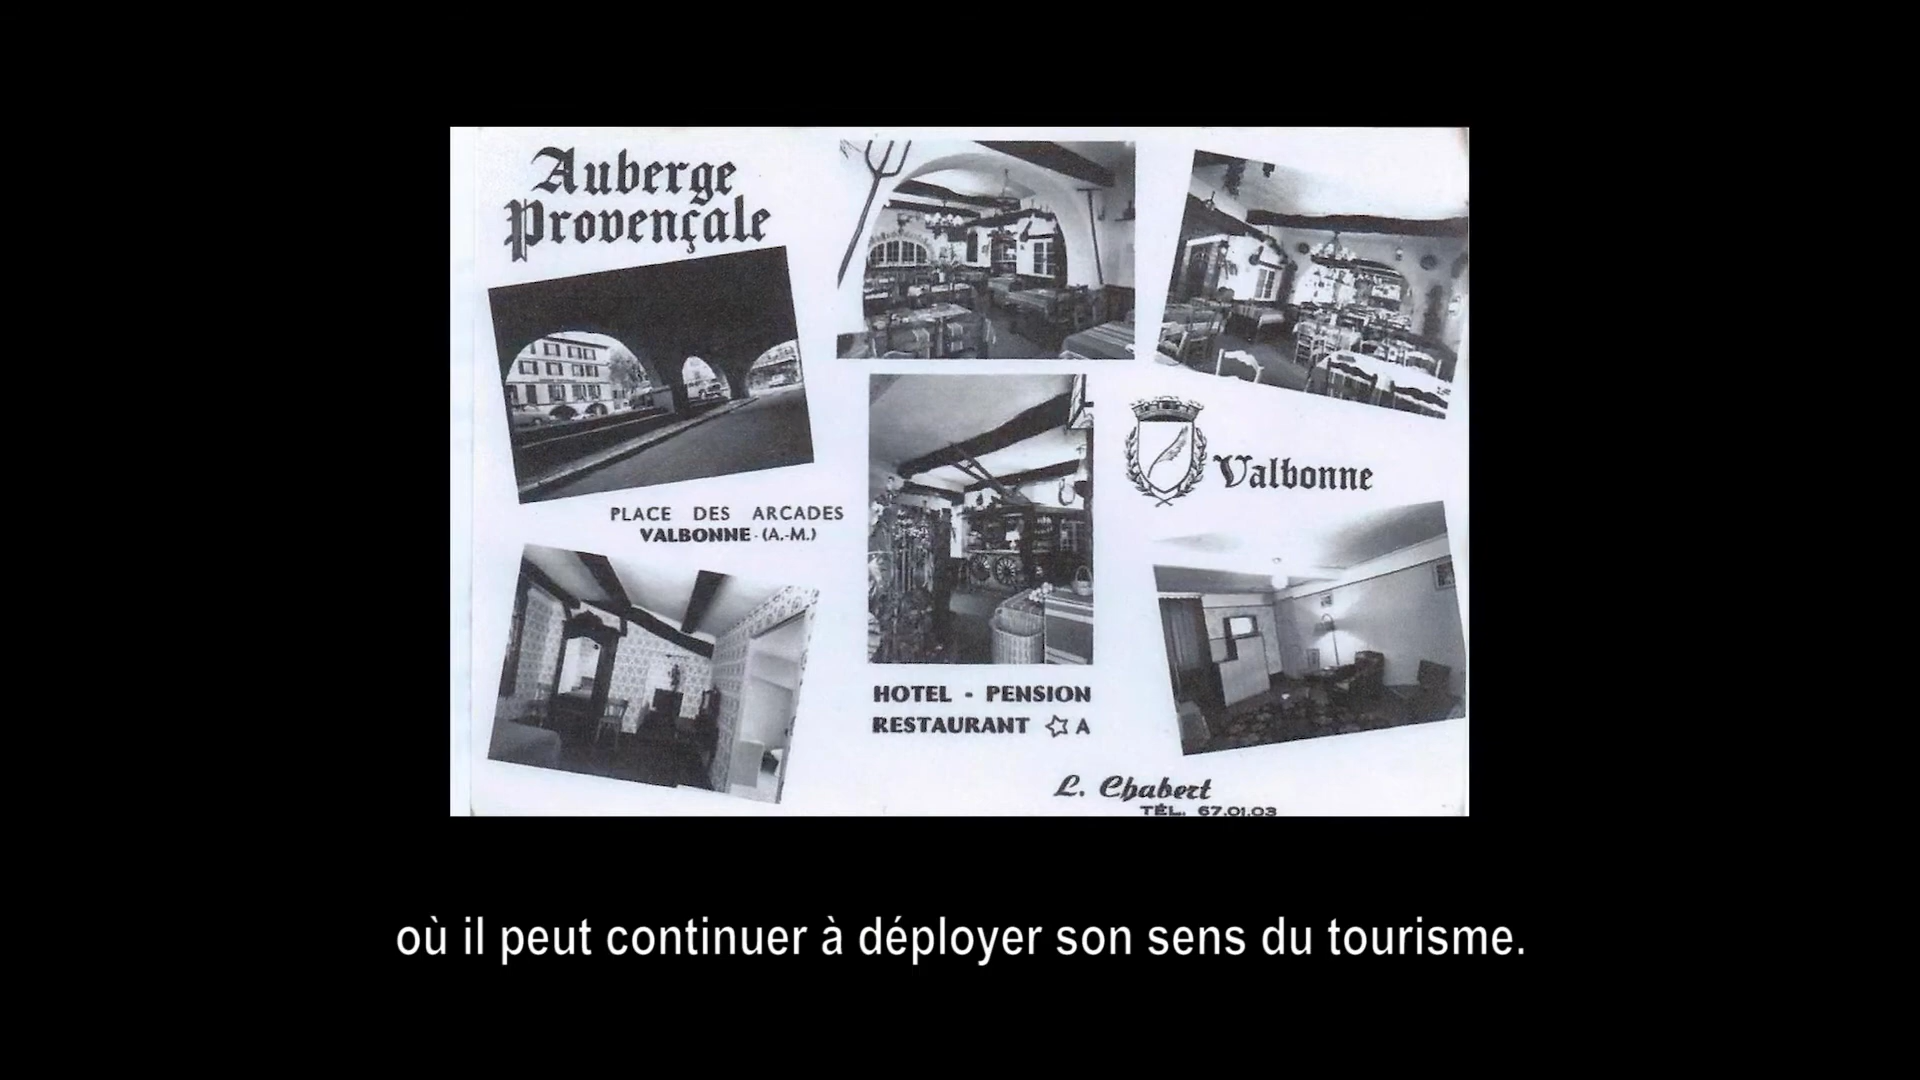 Auberge
Provençale
PLACE DES ARCADES
VALBONNE - (A.-M.)
Valbonne
HOTEL - PENSION
RESTAURANT ☆ A
L. Chabert
TÉL. 67.01.03
où il peut continuer à déployer son sens du tourisme.